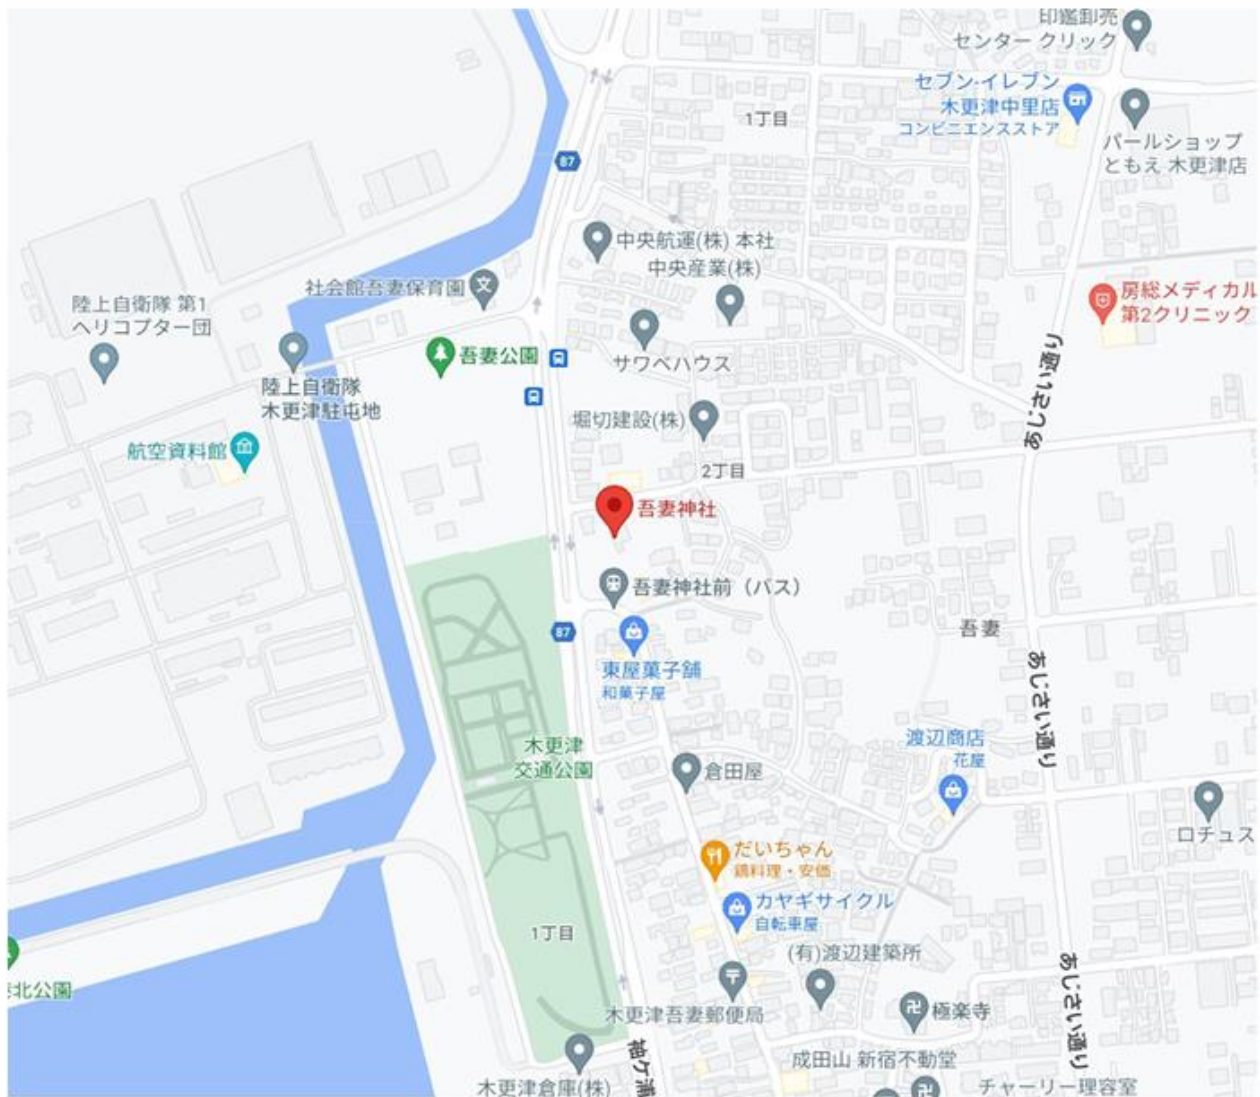 印鑑卸売
センター クリック
セブン-イレブン
木更津中里店
コンビニエンスストア
1丁目
パールショップ
ともえ 木更津店
87
中央航運(株) 本社
中央産業(株)
社会館吾妻保育園
文
陸上自衛隊 第1
ヘリコプター団
房総メディカル
第2クリニック
吾妻公園
サワベハウス
陸上自衛隊
木更津駐屯地
あじさい通り
堀切建設(株)
航空資料館
2丁目
吾妻神社
吾妻神社前（バス）
87
吾妻
東屋菓子舗
和菓子屋
あじさい通り
渡辺商店
花屋
木更津
交通公園
倉田屋
ロチュス
だいちゃん
鶏料理・安価
カヤギサイクル
自転車屋
1丁目
(有)渡辺建築所
北公園
〒
木更津吾妻郵便局
卍
極楽寺
あじさい通り
袖ケ浦
成田山 新宿不動堂
木更津倉庫(株)
卍
チャーリー理容室